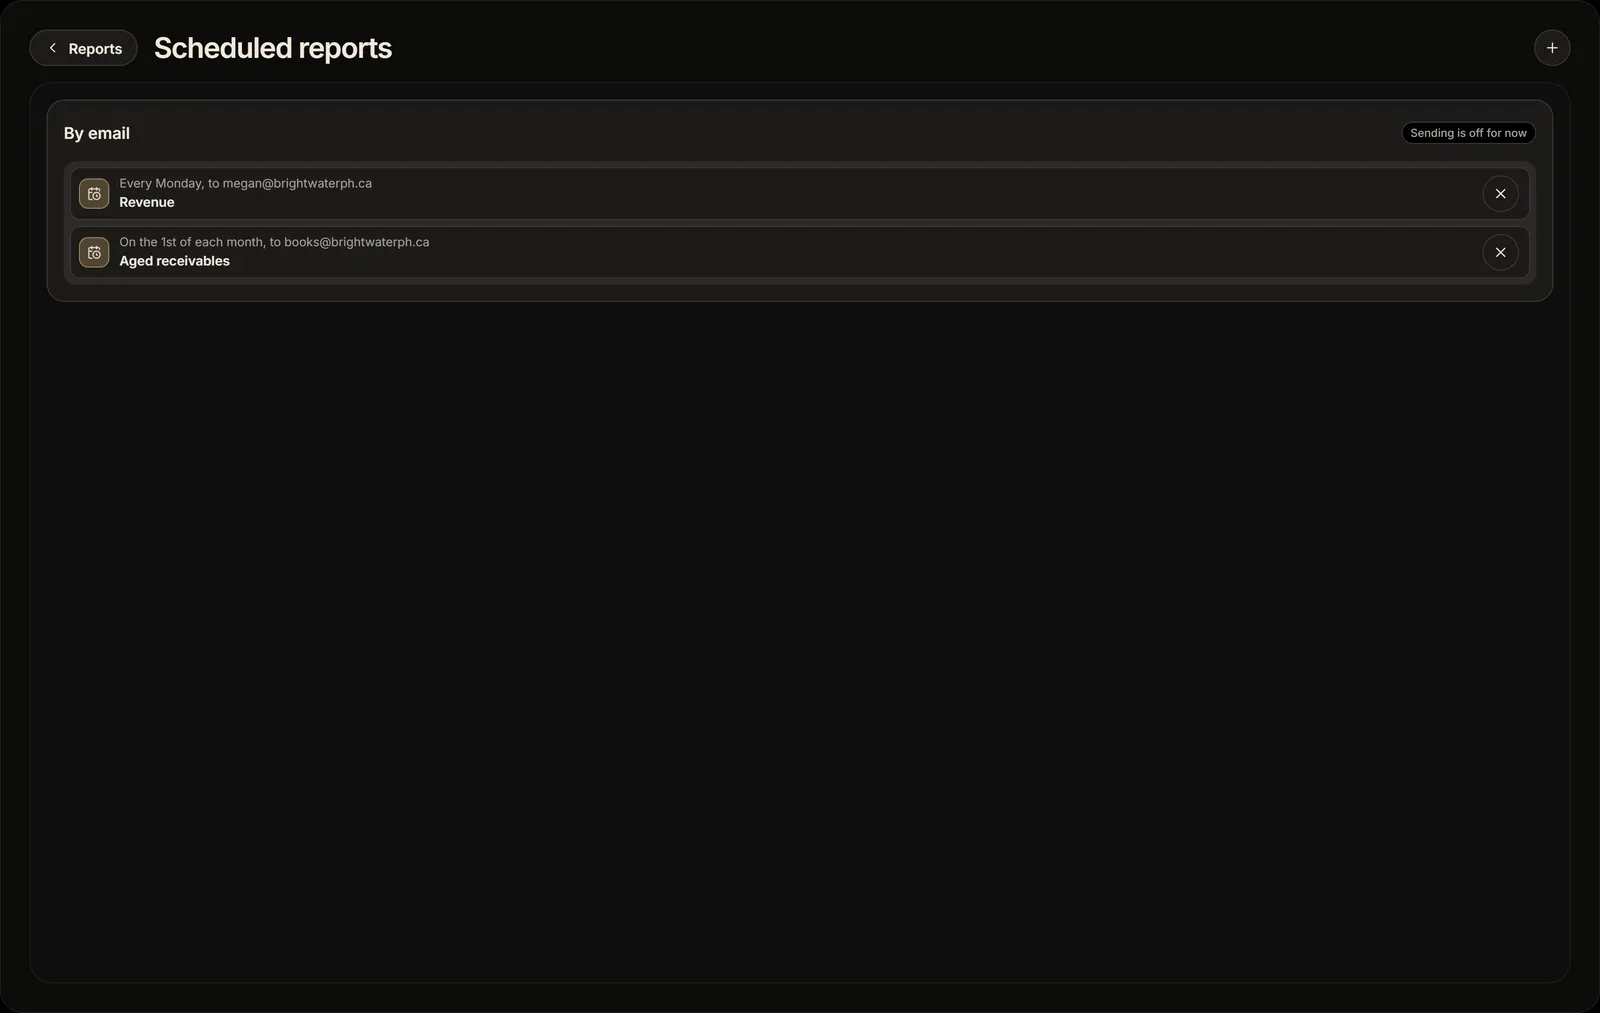 Reports
Scheduled reports
By email
Sending is off for now
Every Monday, to megan@brightwaterph.ca
Revenue
On the 1st of each month, to books@brightwaterph.ca
Aged receivables